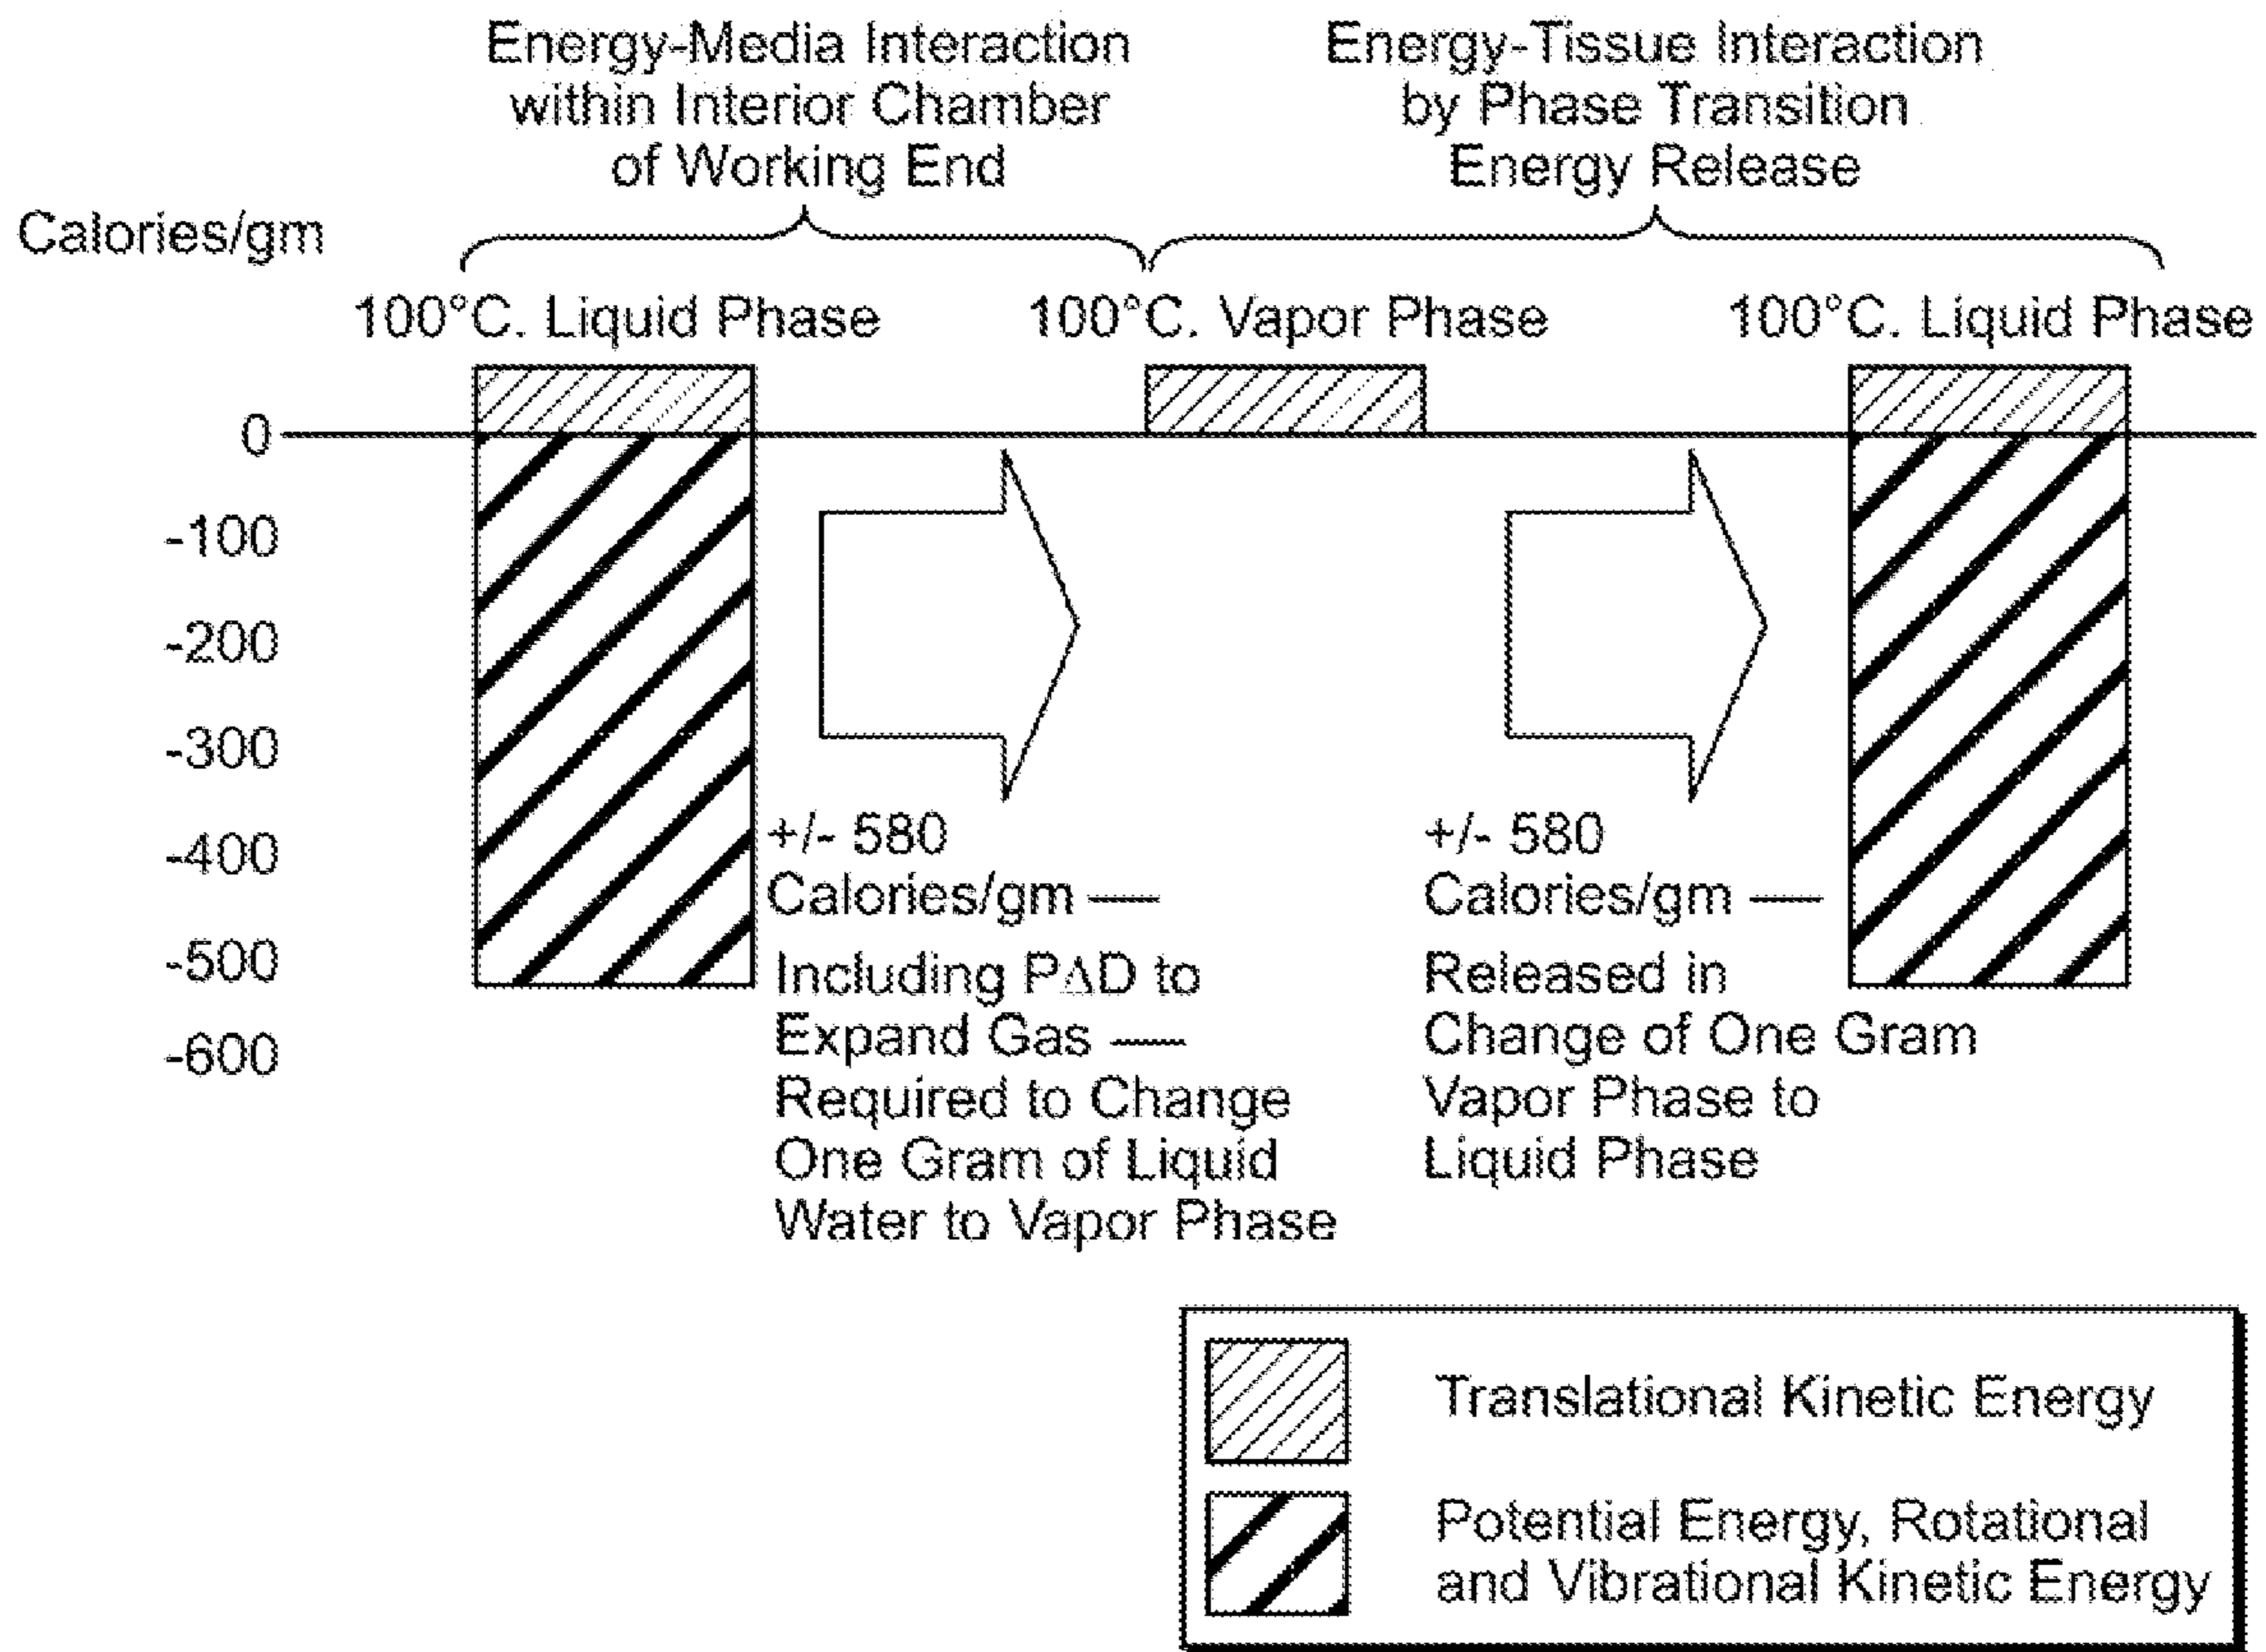 Energy-Media Interaction
within Interior Chamber
of Working End
Energy-Tissue Interaction
by Phase Transition
Energy Release
Calories/gm
100°C. Liquid Phase
100°C. Vapor Phase
100°C. Liquid Phase
0
-100
-200
-300
-400
-500
-600
+/- 580
Calories/gm —
Including PΔD to
Expand Gas —
Required to Change
One Gram of Liquid
Water to Vapor Phase
+/- 580
Calories/gm —
Released in
Change of One Gram
Vapor Phase to
Liquid Phase
Translational Kinetic Energy
Potential Energy, Rotational
and Vibrational Kinetic Energy